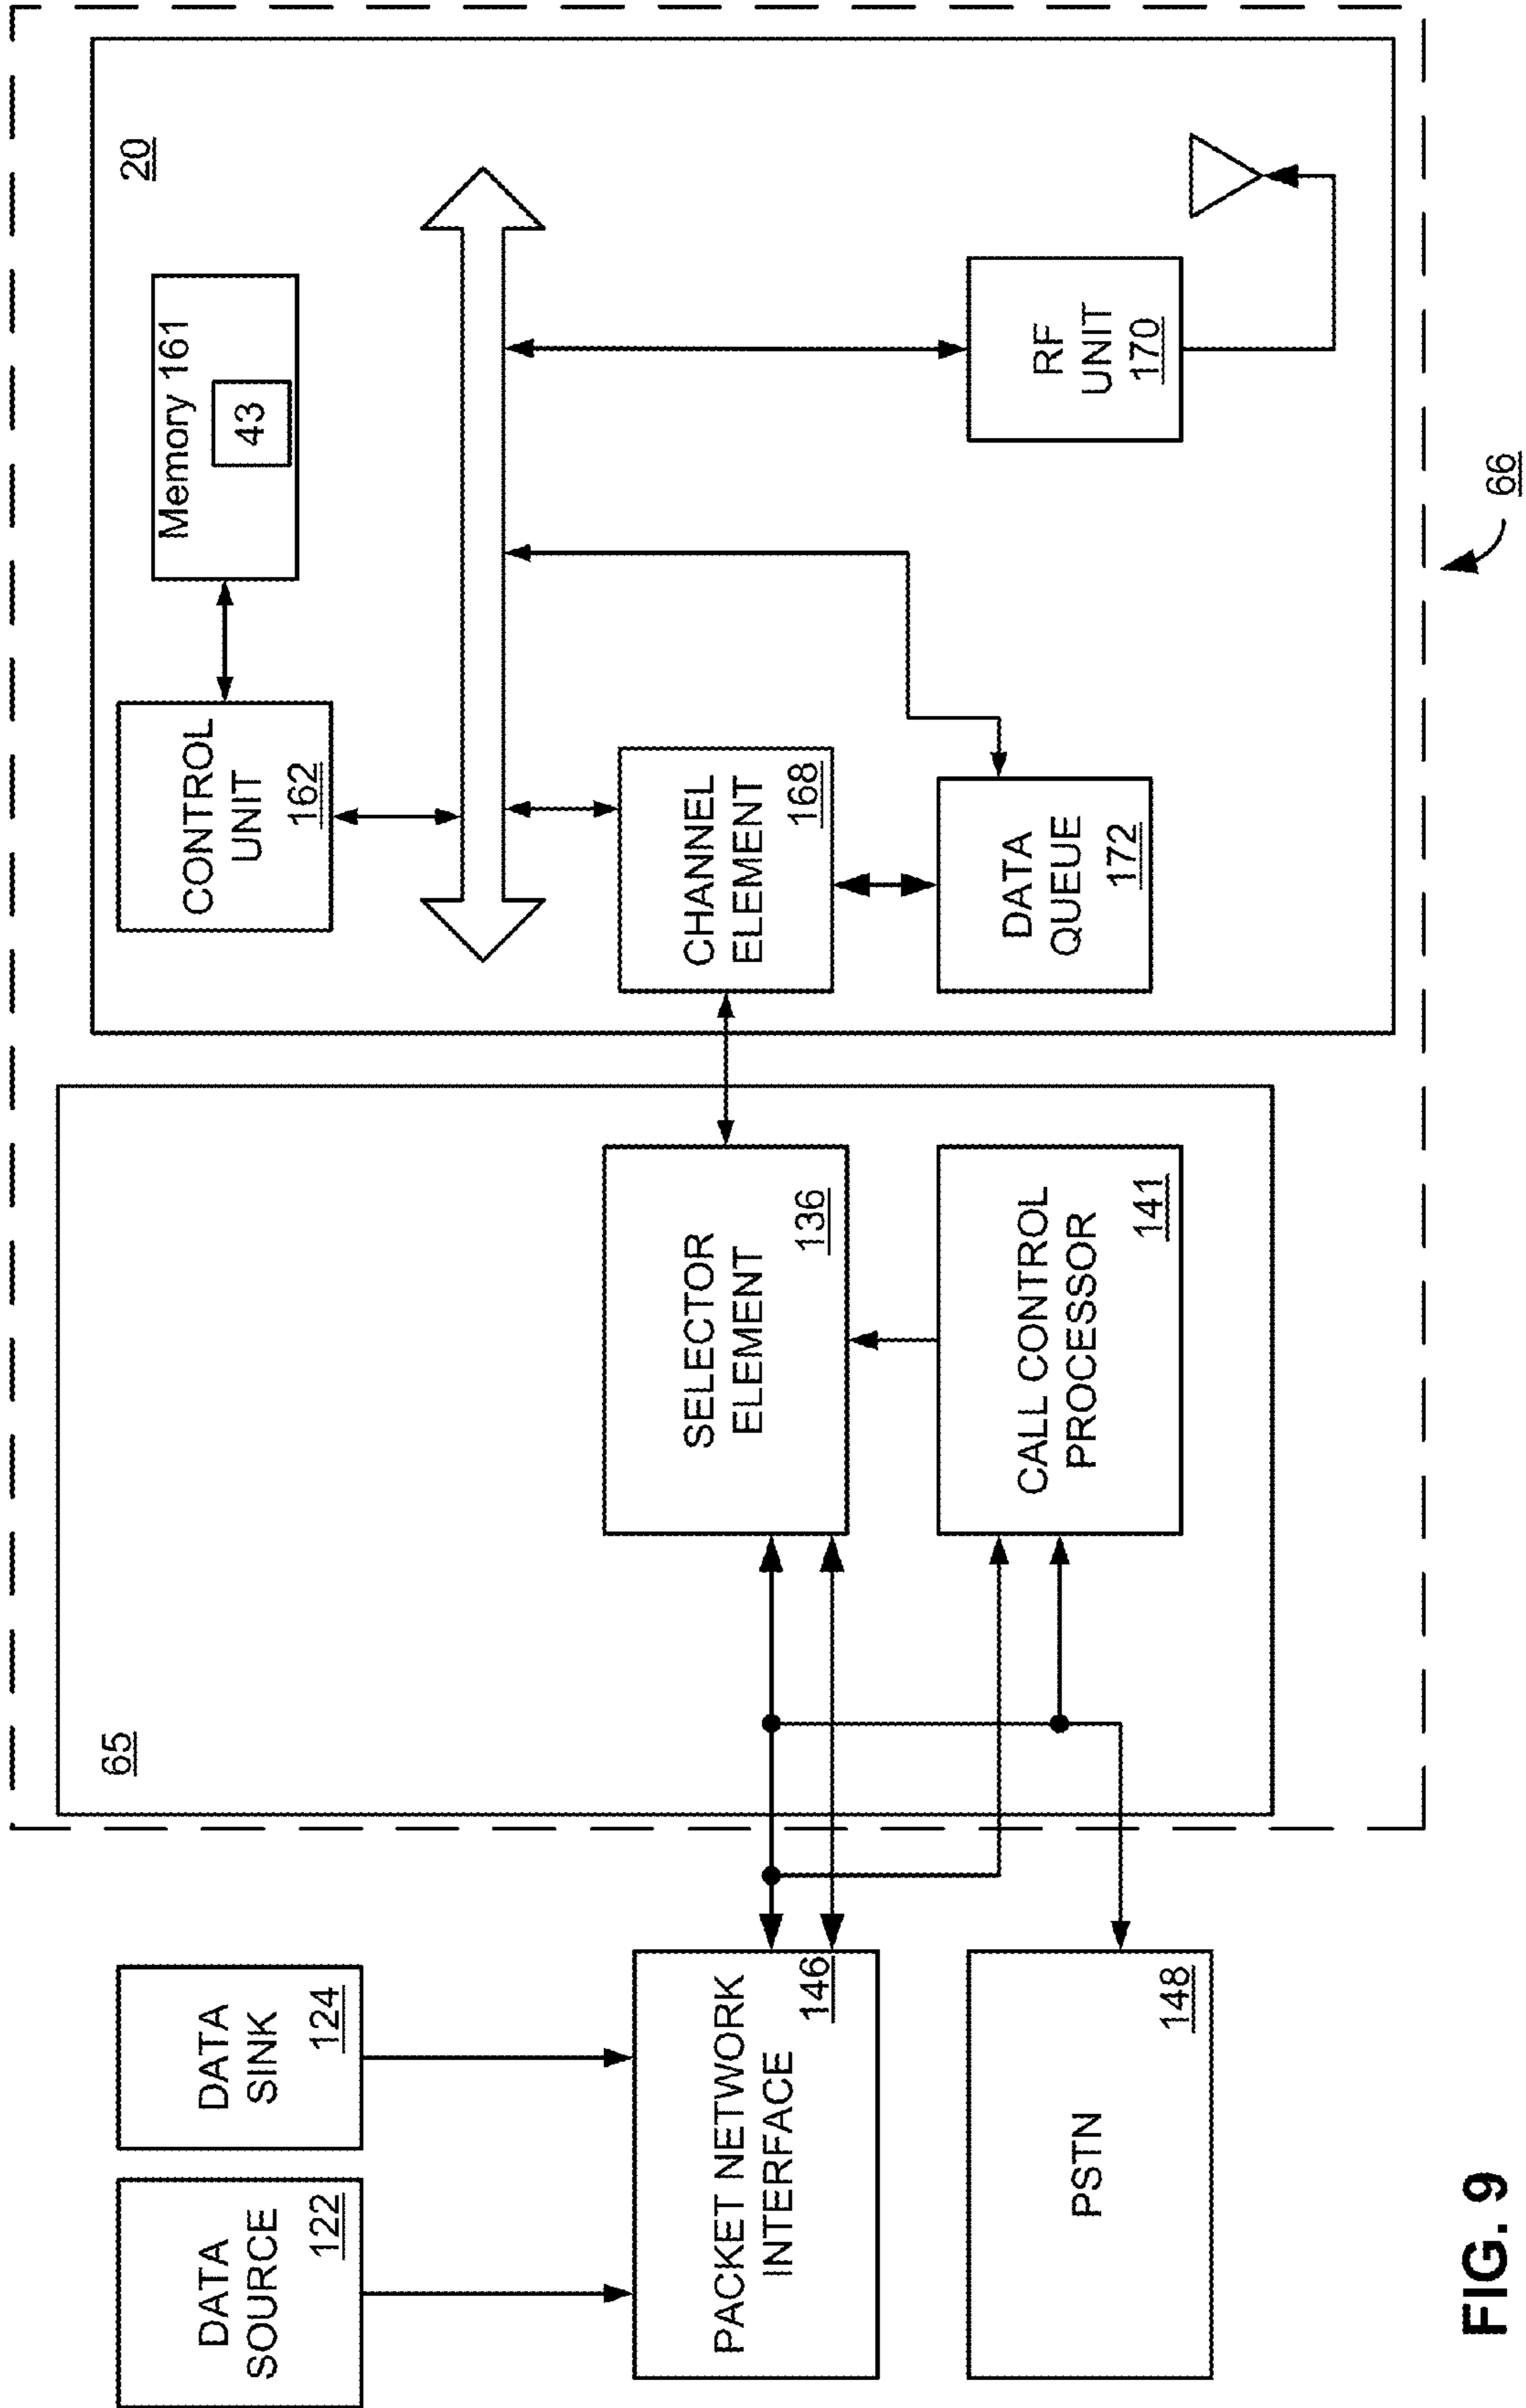 DATA
SOURCE
122
DATA
SINK
124
PACKET NETWORK
INTERFACE
146
PSTN
148
65
SELECTOR
ELEMENT
136
CALL CONTROL
PROCESSOR
141
20
CONTROL
UNIT
162
Memory 161
43
CHANNEL
ELEMENT
168
DATA
QUEUE
172
RF
UNIT
170
66
FIG. 9